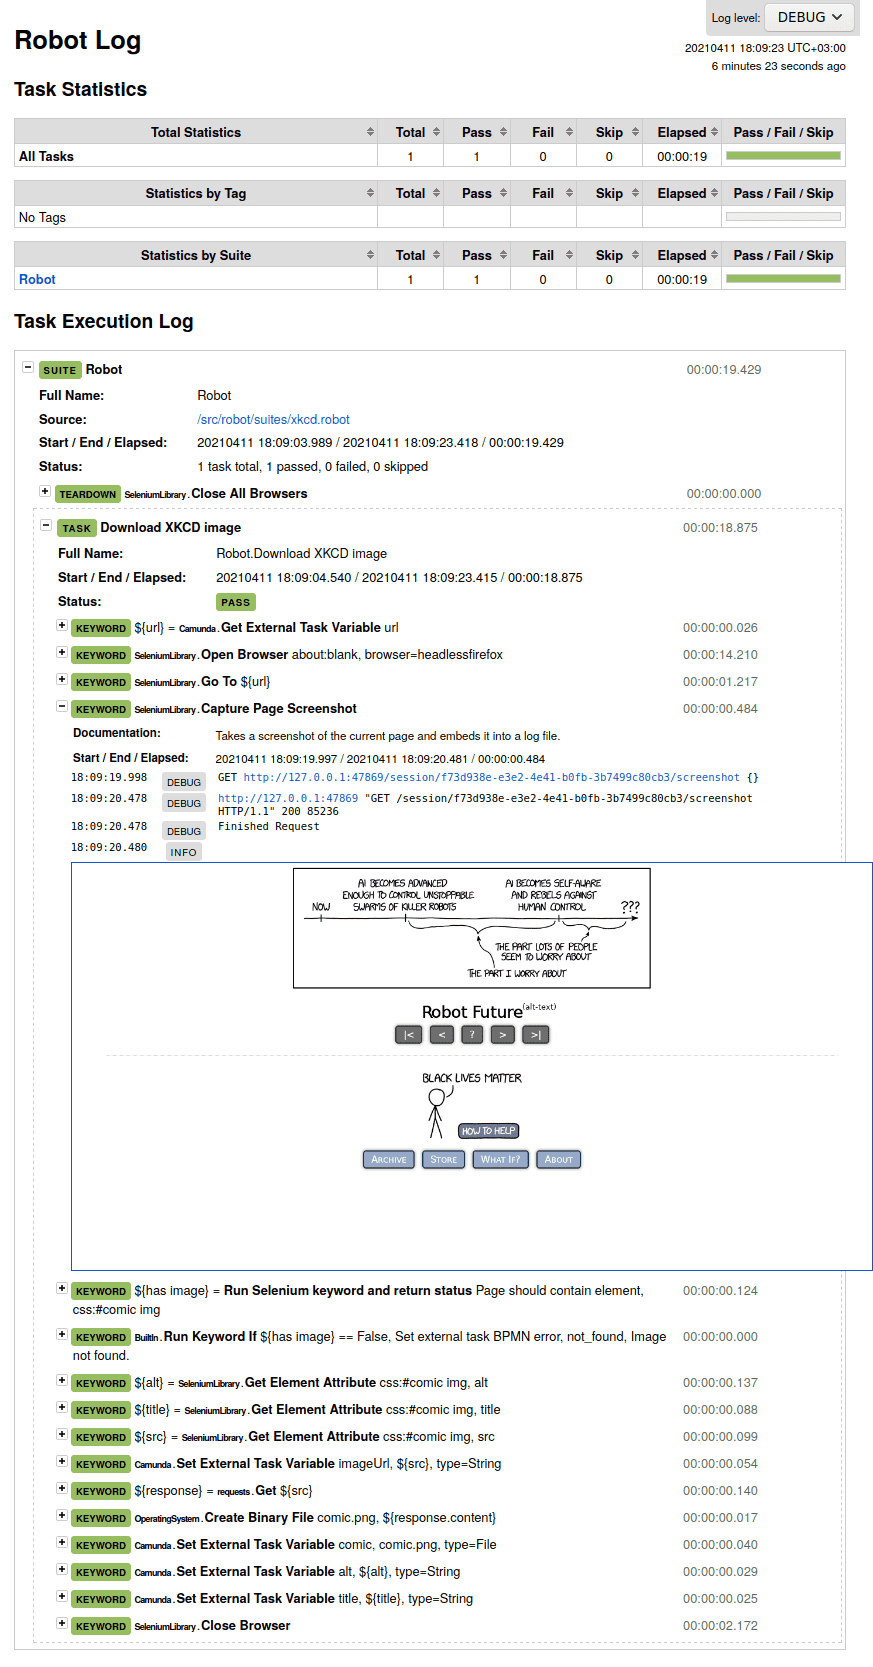 Log level: DEBUG
Robot Log
20210411 18:09:23 UTC+03:00
6 minutes 23 seconds ago
Task Statistics
Total Statistics Total Pass Fail Skip Elapsed Pass / Fail / Skip
All Tasks 1 1 0 0 00:00:19
Statistics by Tag Total Pass Fail Skip Elapsed Pass / Fail / Skip
No Tags
Statistics by Suite Total Pass Fail Skip Elapsed Pass / Fail / Skip
Robot 1 1 0 0 00:00:19
Task Execution Log
SUITE Robot 00:00:19.429
Full Name: Robot
Source: /src/robot/suites/xkcd.robot
Start / End / Elapsed: 20210411 18:09:03.989 / 20210411 18:09:23.418 / 00:00:19.429
Status: 1 task total, 1 passed, 0 failed, 0 skipped
TEARDOWN SeleniumLibrary.Close All Browsers 00:00:00.000
TASK Download XKCD image 00:00:18.875
Full Name: Robot.Download XKCD image
Start / End / Elapsed: 20210411 18:09:04.540 / 20210411 18:09:23.415 / 00:00:18.875
Status: PASS
KEYWORD ${url} = Camunda.Get External Task Variable url 00:00:00.026
KEYWORD SeleniumLibrary.Open Browser about:blank, browser=headlessfirefox 00:00:14.210
KEYWORD SeleniumLibrary.Go To ${url} 00:00:01.217
KEYWORD SeleniumLibrary.Capture Page Screenshot 00:00:00.484
Documentation: Takes a screenshot of the current page and embeds it into a log file.
Start / End / Elapsed: 20210411 18:09:19.997 / 20210411 18:09:20.481 / 00:00:00.484
18:09:19.998 DEBUG GET http://127.0.0.1:47869/session/f73d938e-e3e2-4e41-b0fb-3b7499c80cb3/screenshot {}
18:09:20.478 DEBUG http://127.0.0.1:47869 "GET /session/f73d938e-e3e2-4e41-b0fb-3b7499c80cb3/screenshot
HTTP/1.1" 200 85236
18:09:20.478 DEBUG Finished Request
18:09:20.480 INFO
NOW
AI BECOMES ADVANCED
ENOUGH TO CONTROL UNSTOPPABLE
SWARMS OF KILLER ROBOTS
AI BECOMES SELF-AWARE
AND REBELS AGAINST
HUMAN CONTROL
???
THE PART LOTS OF PEOPLE
SEEM TO WORRY ABOUT
THE PART I WORRY ABOUT
Robot Future(alt-text)
|< < ? > >|
BLACK LIVES MATTER
HOW TO HELP
ARCHIVE STORE WHAT IF? ABOUT
KEYWORD ${has image} = Run Selenium keyword and return status Page should contain element, 00:00:00.124
css:#comic img
KEYWORD BuiltIn.Run Keyword If ${has image} == False, Set external task BPMN error, not_found, Image 00:00:00.000
not found.
KEYWORD ${alt} = SeleniumLibrary.Get Element Attribute css:#comic img, alt 00:00:00.137
KEYWORD ${title} = SeleniumLibrary.Get Element Attribute css:#comic img, title 00:00:00.088
KEYWORD ${src} = SeleniumLibrary.Get Element Attribute css:#comic img, src 00:00:00.099
KEYWORD Camunda.Set External Task Variable imageUrl, ${src}, type=String 00:00:00.054
KEYWORD ${response} = requests.Get ${src} 00:00:00.140
KEYWORD OperatingSystem.Create Binary File comic.png, ${response.content} 00:00:00.017
KEYWORD Camunda.Set External Task Variable comic, comic.png, type=File 00:00:00.040
KEYWORD Camunda.Set External Task Variable alt, ${alt}, type=String 00:00:00.029
KEYWORD Camunda.Set External Task Variable title, ${title}, type=String 00:00:00.025
KEYWORD SeleniumLibrary.Close Browser 00:00:02.172